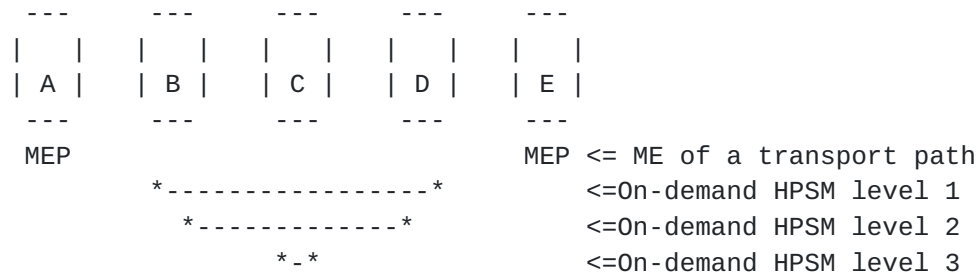 ---     ---     ---     ---     ---
|   |   |   |   |   |   |   |   |   |
| A |   | B |   | C |   | D |   | E |
 ---     ---     ---     ---     ---
 MEP                             MEP <= ME of a transport path
         *-----------------*         <=On-demand HPSM level 1
           *-------------*           <=On-demand HPSM level 2
                 *-*                 <=On-demand HPSM level 3